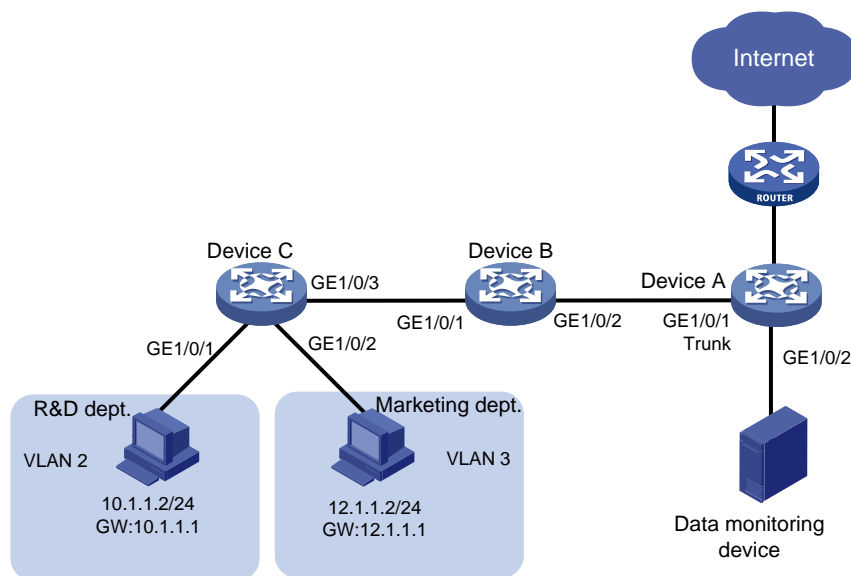 Internet
ROUTER
Device C
Device B
Device A
GE1/0/3
GE1/0/1
GE1/0/2
GE1/0/1
Trunk
GE1/0/1
GE1/0/2
GE1/0/2
R&D dept.
Marketing dept.
VLAN 2
VLAN 3
10.1.1.2/24
GW:10.1.1.1
12.1.1.2/24
GW:12.1.1.1
Data monitoring
device